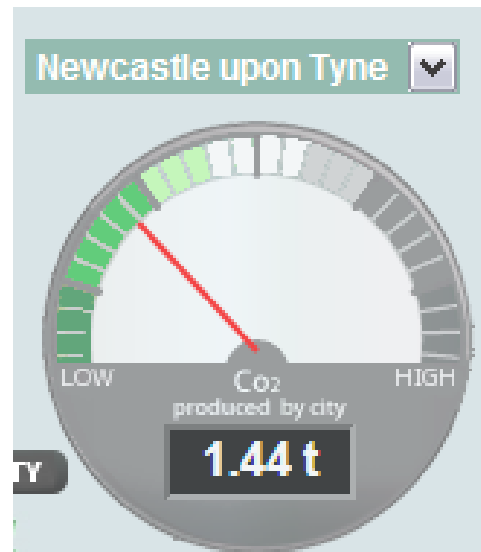 Newcastle upon Tyne
LOW
HIGH
Co₂
produced by city
1.44 t
TY